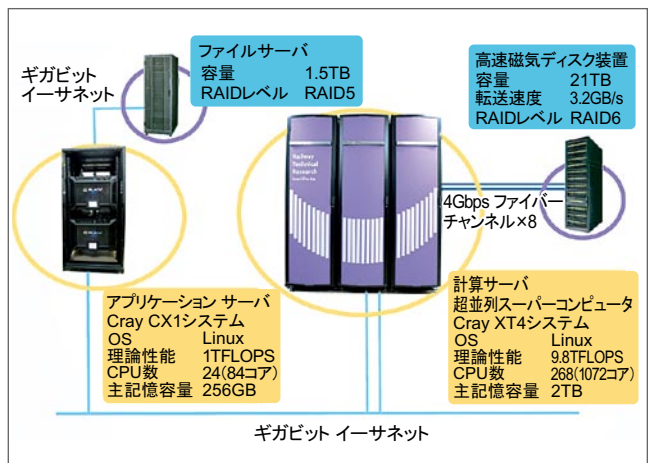 ファイルサーバ
容量 1.5TB
RAIDレベル RAID5
ギガビット
イーサネット
高速磁気ディスク装置
容量 21TB
転送速度 3.2GB/s
RAIDレベル RAID6
Railway
Technical
Research
4Gbps ファイバー
チャンネル×8
アプリケーション サーバ
Cray CX1システム
OS Linux
理論性能 1TFLOPS
CPU数 24(84コア)
主記憶容量 256GB
計算サーバ
超並列スーパーコンピュータ
Cray XT4システム
OS Linux
理論性能 9.8TFLOPS
CPU数 268(1072コア)
主記憶容量 2TB
ギガビット イーサネット